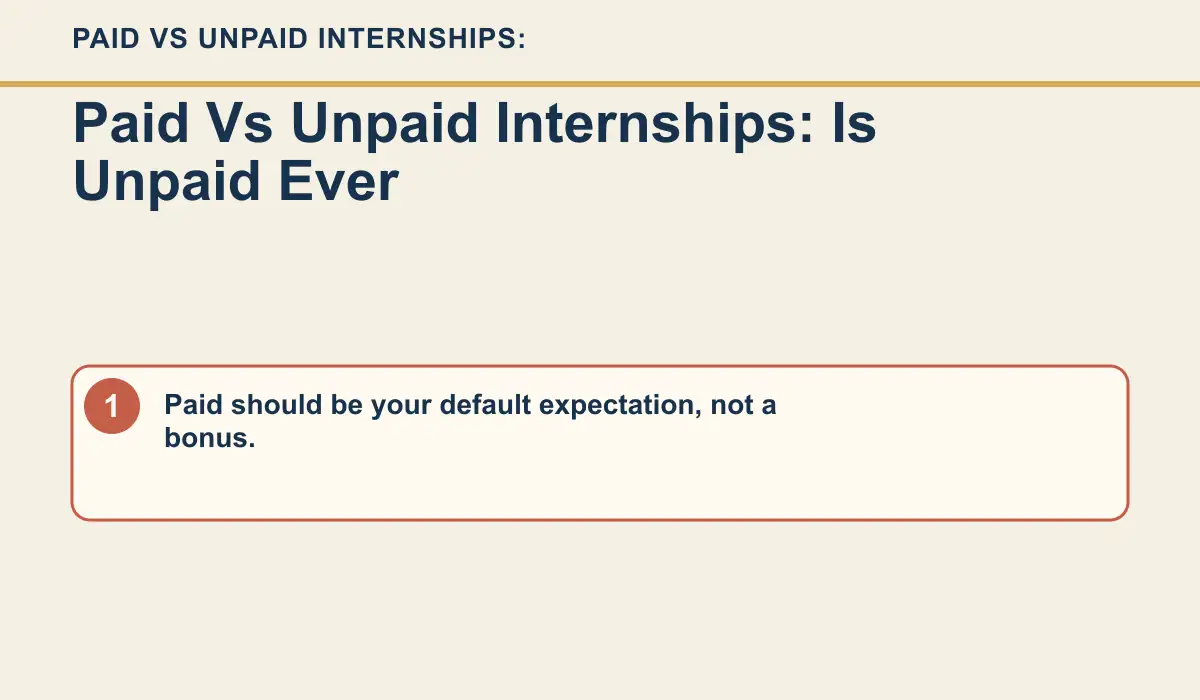 PAID VS UNPAID INTERNSHIPS:
Paid Vs Unpaid Internships: Is
Unpaid Ever
1
Paid should be your default expectation, not a
bonus.